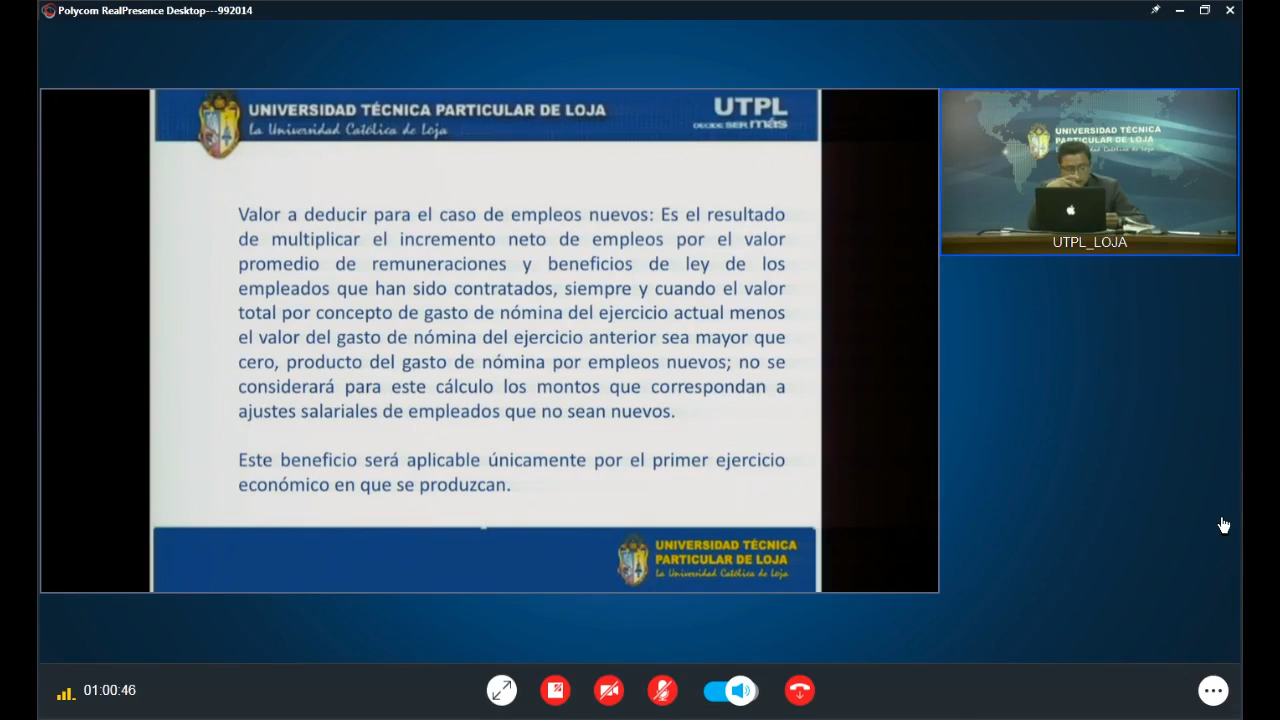 Polycom RealPresence Desktop---992014
UNIVERSIDAD TÉCNICA PARTICULAR DE LOJA
La Universidad Católica de Loja
UTPL
DECIDE SER más
Valor a deducir para el caso de empleos nuevos: Es el resultado
de multiplicar el incremento neto de empleos por el valor
promedio de remuneraciones y beneficios de ley de los
empleados que han sido contratados, siempre y cuando el valor
total por concepto de gasto de nómina del ejercicio actual menos
el valor del gasto de nómina del ejercicio anterior sea mayor que
cero, producto del gasto de nómina por empleos nuevos; no se
considerará para este cálculo los montos que correspondan a
ajustes salariales de empleados que no sean nuevos.
Este beneficio será aplicable únicamente por el primer ejercicio
económico en que se produzcan.
UNIVERSIDAD TÉCNICA
PARTICULAR DE LOJA
La Universidad Católica de Loja
UNIVERSIDAD TÉCNICA
PARTICULAR DE LOJA
UTPL_LOJA
01:00:46